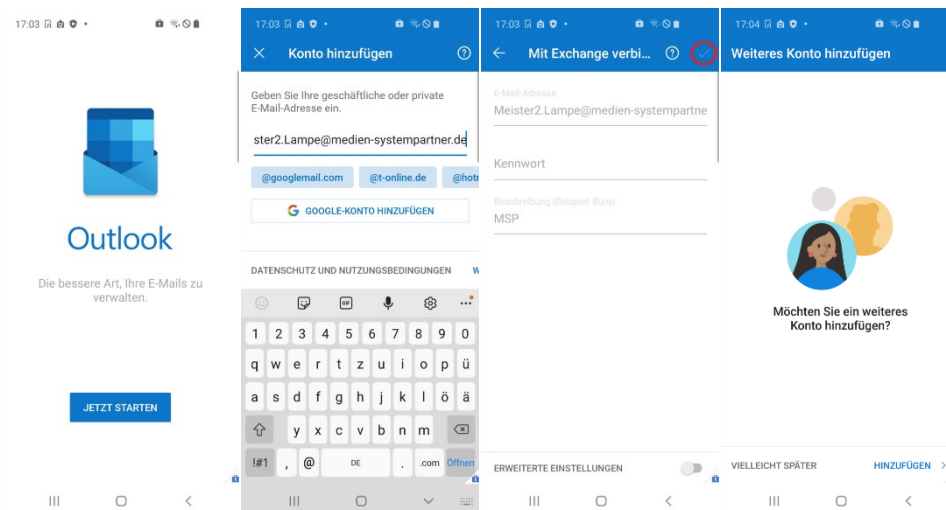 17:03
Outlook
Die bessere Art, Ihre E-Mails zu
verwalten.
JETZT STARTEN
17:03
Konto hinzufügen
Geben Sie Ihre geschäftliche oder private
E-Mail-Adresse ein.
ster2.Lampe@medien-systempartner.de
@googlemail.com @t-online.de @hotr
G GOOGLE-KONTO HINZUFÜGEN
DATENSCHUTZ UND NUTZUNGSBEDINGUNGEN W
GIF
1 2 3 4 5 6 7 8 9 0
q w e r t z u i o p ü
a s d f g h j k l ö ä
y x c v b n m
!#1 , @ DE . .com Öffnen
17:03
Mit Exchange verbi...
E-Mail-Adresse
Meister2.Lampe@medien-systempartne
Kennwort
Beschreibung (Beispiel: Büro)
MSP
ERWEITERTE EINSTELLUNGEN
17:04
Weiteres Konto hinzufügen
Möchten Sie ein weiteres
Konto hinzufügen?
VIELLEICHT SPÄTER HINZUFÜGEN